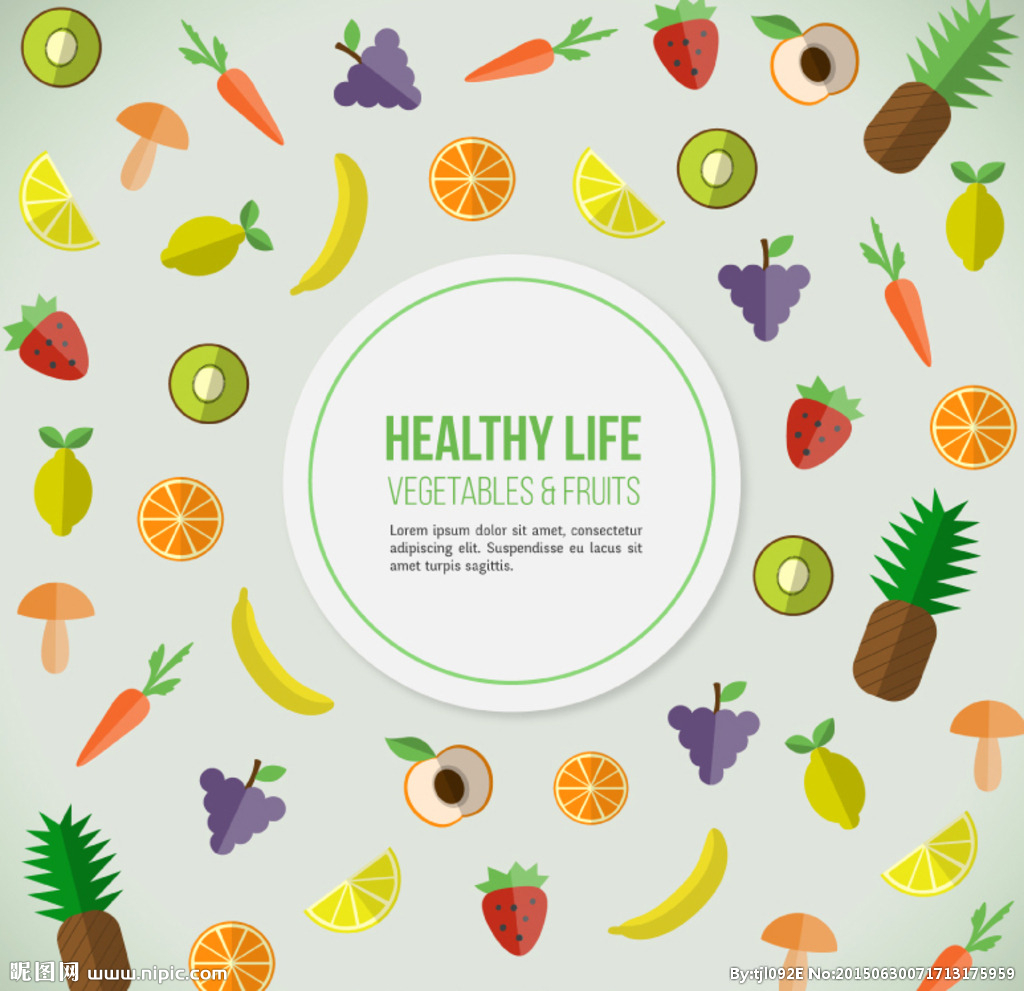 HEALTHY LIFE
VEGETABLES & FRUITS
Lorem ipsum dolor sit amet, consectetur
adipiscing elit. Suspendisse eu lacus sit
amet turpis sagittis.
昵图网 www.nipic.com
By:tjl092E No:20150630071713175959